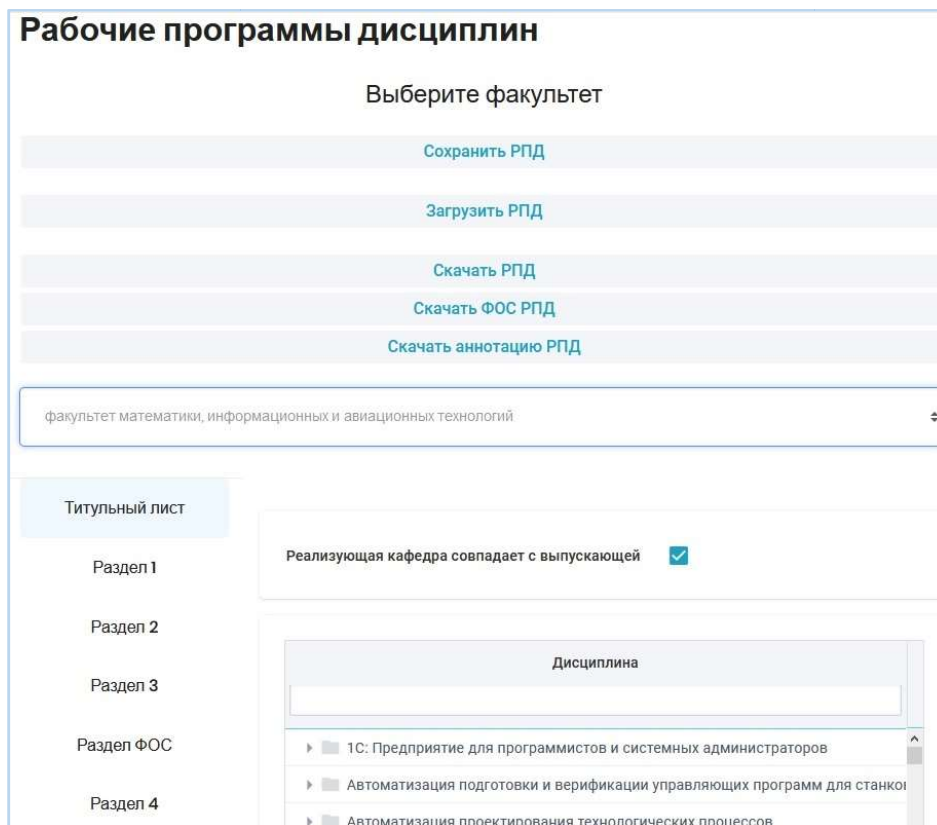 Рабочие программы дисциплин
Выберите факультет
Сохранить РПД
Загрузить РПД
Скачать РПД
Скачать ФОС РПД
Скачать аннотацию РПД
факультет математики, информационных и авиационных технологий
Титульный лист
Раздел 1
Раздел 2
Раздел 3
Раздел ФОС
Раздел 4
Реализующая кафедра совпадает с выпускающей
Дисциплина
1С: Предприятие для программистов и системных администраторов
Автоматизация подготовки и верификации управляющих программ для
Автоматизация проектирования технологических процессов